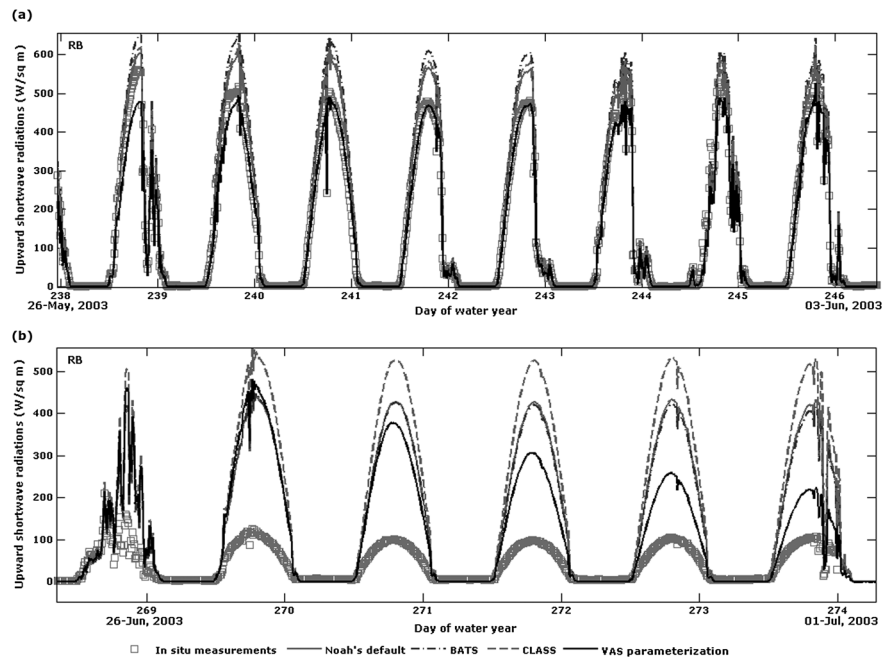 (a)
RB
Upward shortwave radiations (W/sq m)
600
500
400
300
200
100
0
238 239 240 241 242 243 244 245 246
26-May, 2003 Day of water year 03-Jun, 2003
(b)
RB
Upward shortwave radiations (W/sq m)
500
400
300
200
100
0
269 270 271 272 273 274
26-Jun, 2003 Day of water year 01-Jul, 2003
In situ measurements Noah's default BATS CLASS VAS parameterization